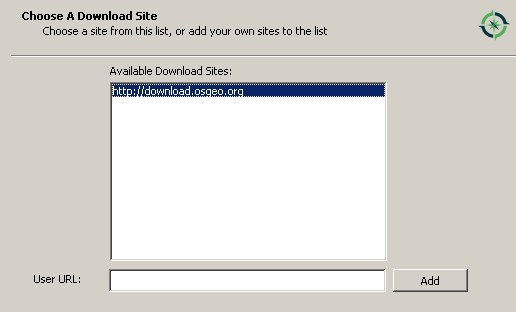 Choose A Download Site
Choose a site from this list, or add your own sites to the list
Available Download Sites:
http://download.osgeo.org
User URL:
Add